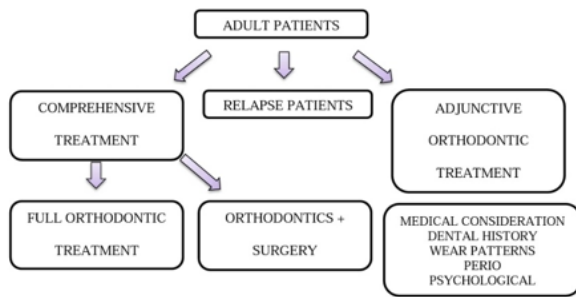 ADULT PATIENTS
COMPREHENSIVE
TREATMENT
RELAPSE PATIENTS
ADJUNCTIVE
ORTHODONTIC
TREATMENT
FULL ORTHODONTIC
TREATMENT
ORTHODONTICS +
SURGERY
MEDICAL CONSIDERATION
DENTAL HISTORY
WEAR PATTERNS
PERIO
PSYCHOLOGICAL